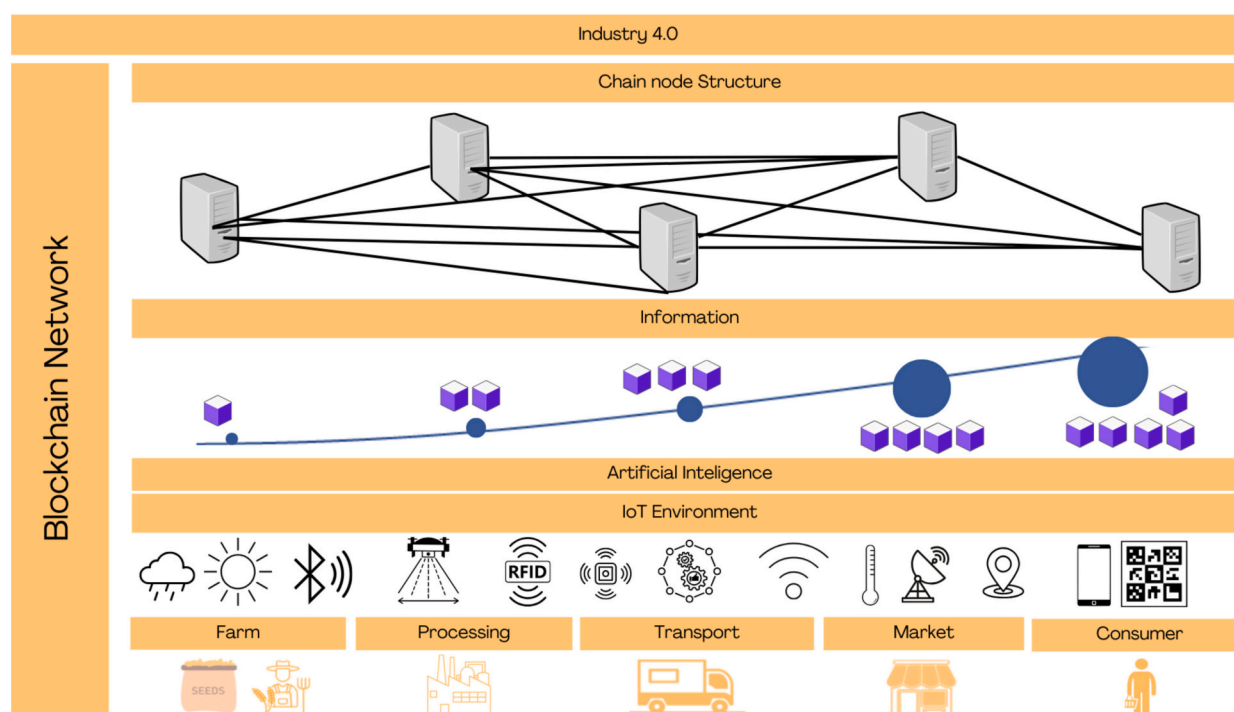 Industry 4.0
Blockchain Network
Chain node Structure
Information
Artificial Inteligence
IoT Environment
RFID
Farm
Processing
Transport
Market
Consumer
SEEDS